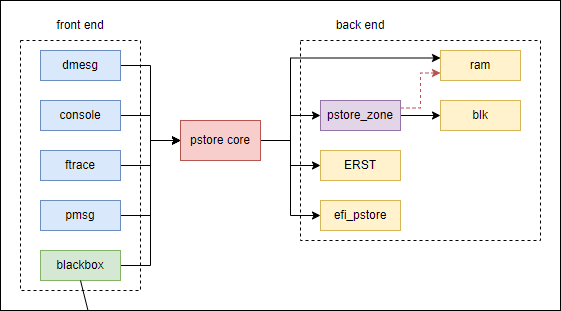 front end
back end
dmesg
console
ftrace
pmsg
blackbox
pstore core
ram
pstore_zone
blk
ERST
efi_pstore